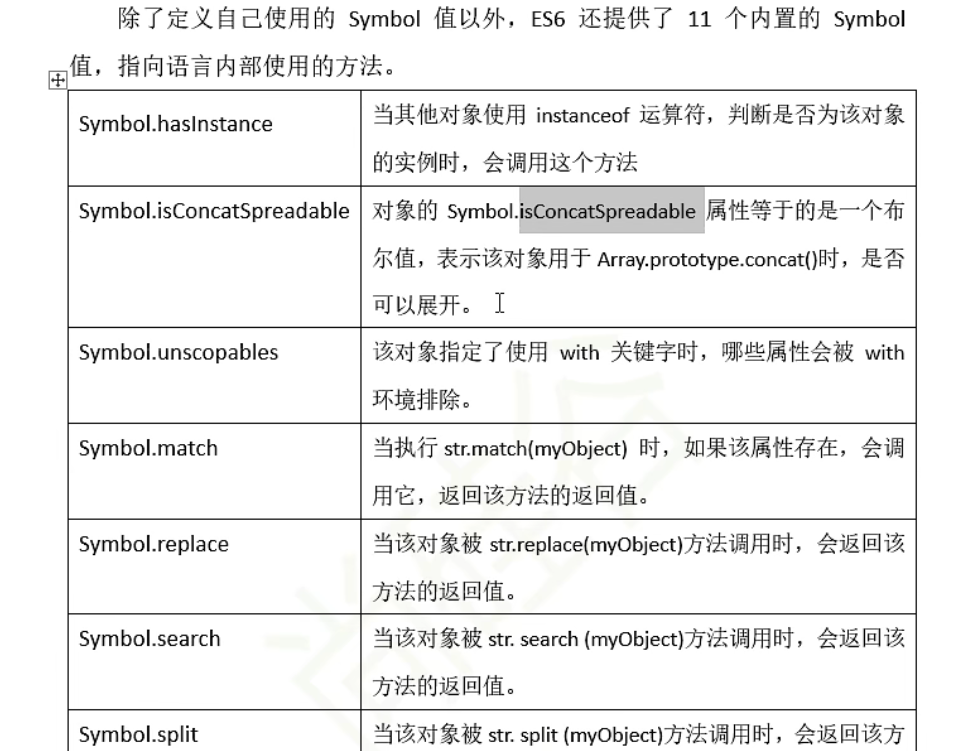 除了定义自己使用的 Symbol 值以外，ES6 还提供了 11 个内置的 Symbol
值，指向语言内部使用的方法。
Symbol.hasInstance
当其他对象使用 instanceof 运算符，判断是否为该对象
的实例时，会调用这个方法
Symbol.isConcatSpreadable
对象的 Symbol.isConcatSpreadable 属性等于的是一个布
尔值，表示该对象用于 Array.prototype.concat()时，是否
可以展开。
Symbol.unscopables
该对象指定了使用 with 关键字时，哪些属性会被 with
环境排除。
Symbol.match
当执行 str.match(myObject) 时，如果该属性存在，会调
用它，返回该方法的返回值。
Symbol.replace
当该对象被 str.replace(myObject)方法调用时，会返回该
方法的返回值。
Symbol.search
当该对象被 str. search (myObject)方法调用时，会返回该
方法的返回值。
Symbol.split
当该对象被 str. split (myObject)方法调用时，会返回该方